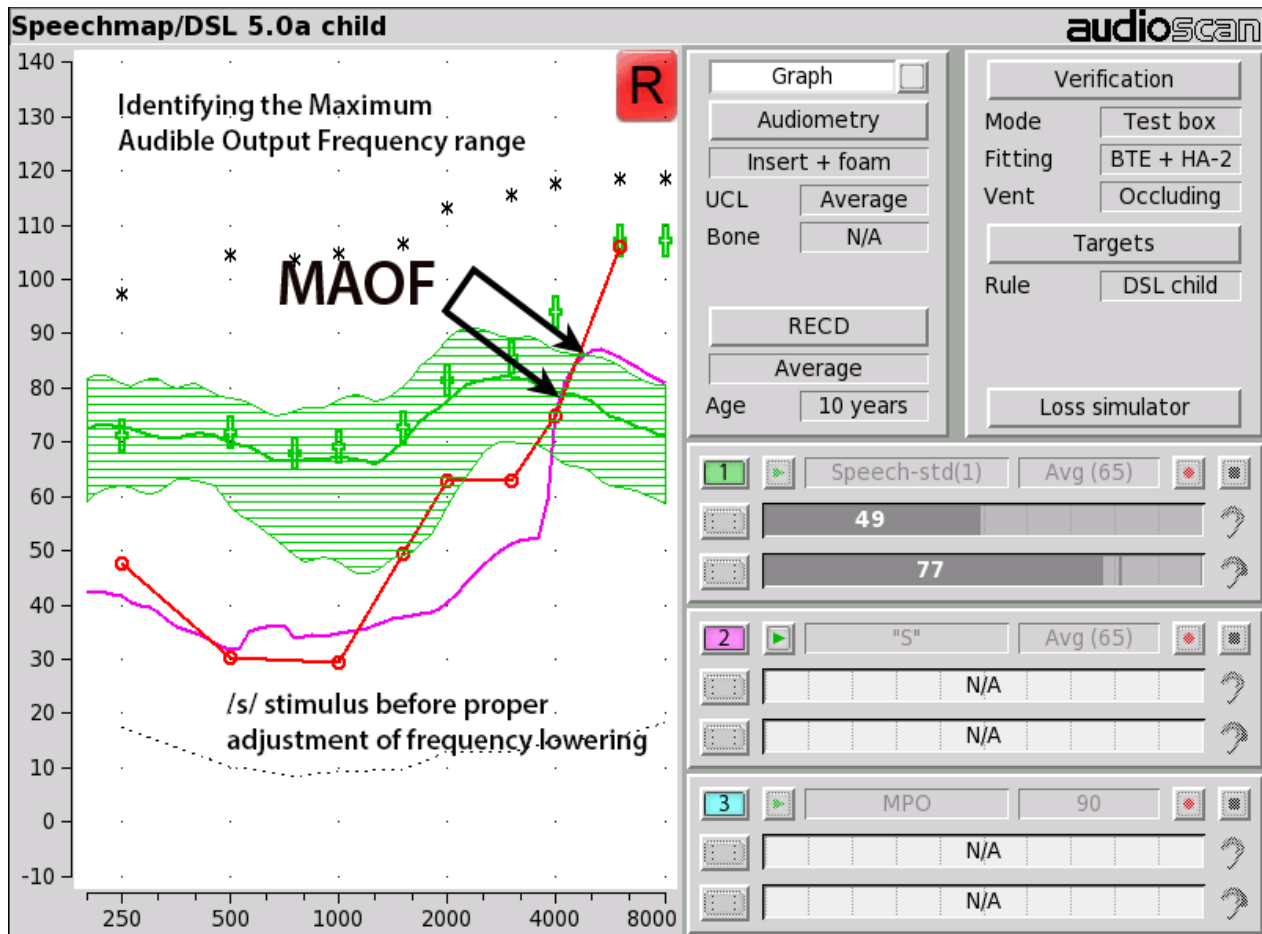 Speechmap/DSL 5.0a child
audioscan
140
130
120
110
100
90
80
70
60
50
40
30
20
10
0
-10
Identifying the Maximum
Audible Output Frequency range
R
MAOF
/s/ stimulus before proper
adjustment of frequency lowering
250 500 1000 2000 4000 8000
Graph
Audiometry
Insert + foam
UCL Average
Bone N/A
RECD
Average
Age 10 years
Verification
Mode Test box
Fitting BTE + HA-2
Vent Occluding
Targets
Rule DSL child
Loss simulator
1 Speech-std(1) Avg (65)
49
77
2 "S" Avg (65)
N/A
N/A
3 MPO 90
N/A
N/A